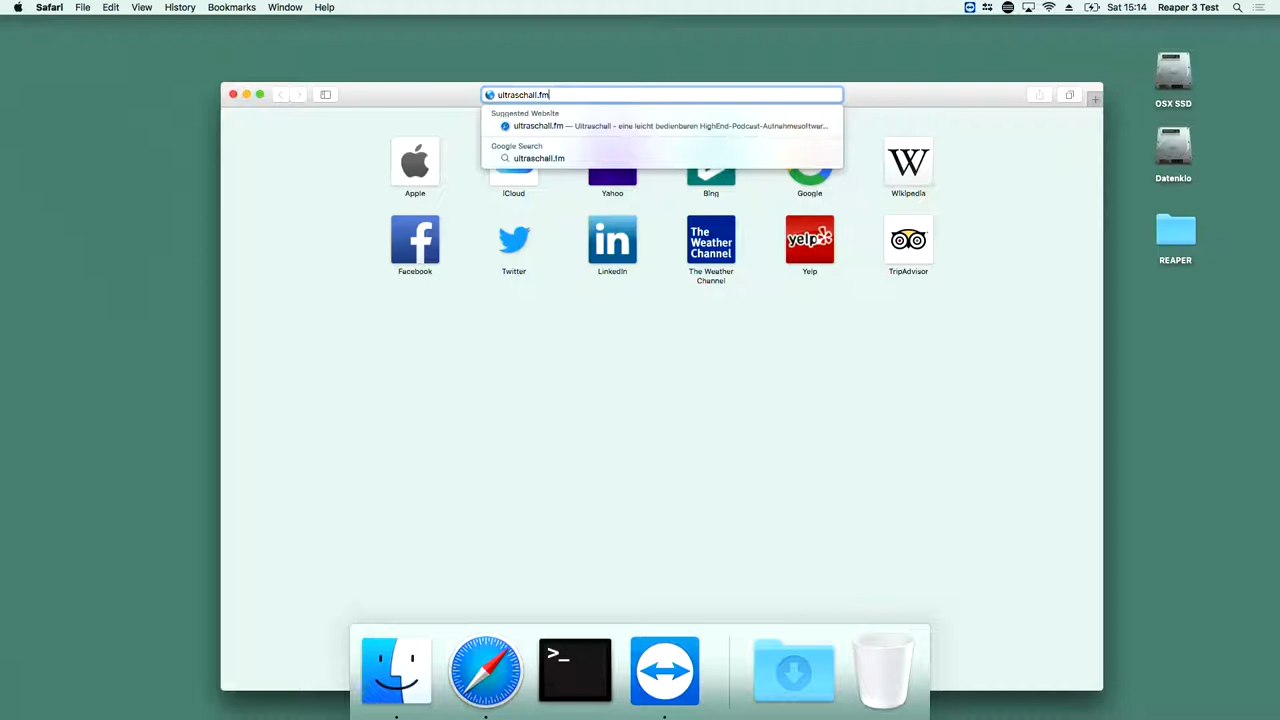 Safari File Edit View History Bookmarks Window Help Sat 15:14 Reaper 3 Test
ultraschall.fm
Suggested Website
ultraschall.fm — Ultraschall - eine leicht bedienbaren HighEnd-Podcast-Aufnahmesoftwar...
Google Search
ultraschall.fm
Apple iCloud Yahoo Bing Google Wikipedia
W
f in The Weather Channel yelp
Facebook Twitter LinkedIn The Weather Channel Yelp TripAdvisor
OSX SSD
Datenklo
REAPER
>_